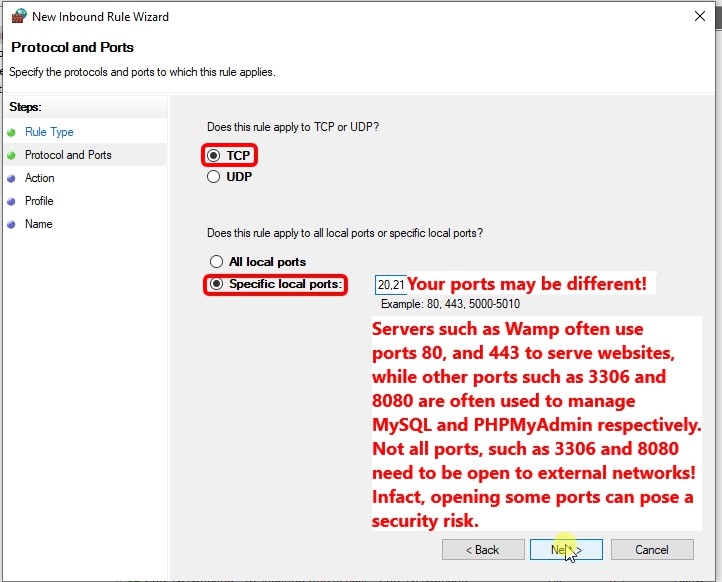 New Inbound Rule Wizard
Protocol and Ports
Specify the protocols and ports to which this rule applies.
Steps:
Rule Type
Protocol and Ports
Action
Profile
Name
Does this rule apply to TCP or UDP?
TCP
UDP
Does this rule apply to all local ports or specific local ports?
All local ports
Specific local ports:
20,21
Your ports may be different!
Example: 80, 443, 5000-5010
Servers such as Wamp often use
ports 80, and 443 to serve websites,
while other ports such as 3306 and
8080 are often used to manage
MySQL and PHPMyAdmin respectively.
Not all ports, such as 3306 and 8080
need to be open to external networks!
Infact, opening some ports can pose a
security risk.
< Back
Next >
Cancel